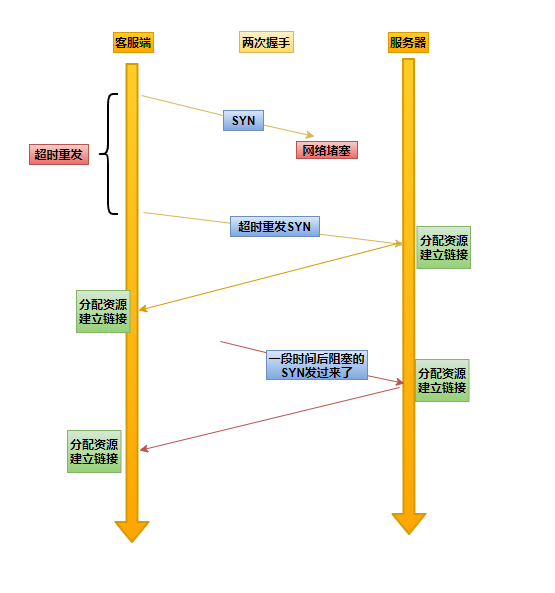 客服端
两次握手
服务器
SYN
网络堵塞
超时重发
超时重发SYN
分配资源
建立链接
分配资源
建立链接
一段时间后阻塞的
SYN发过来了
分配资源
建立链接
分配资源
建立链接